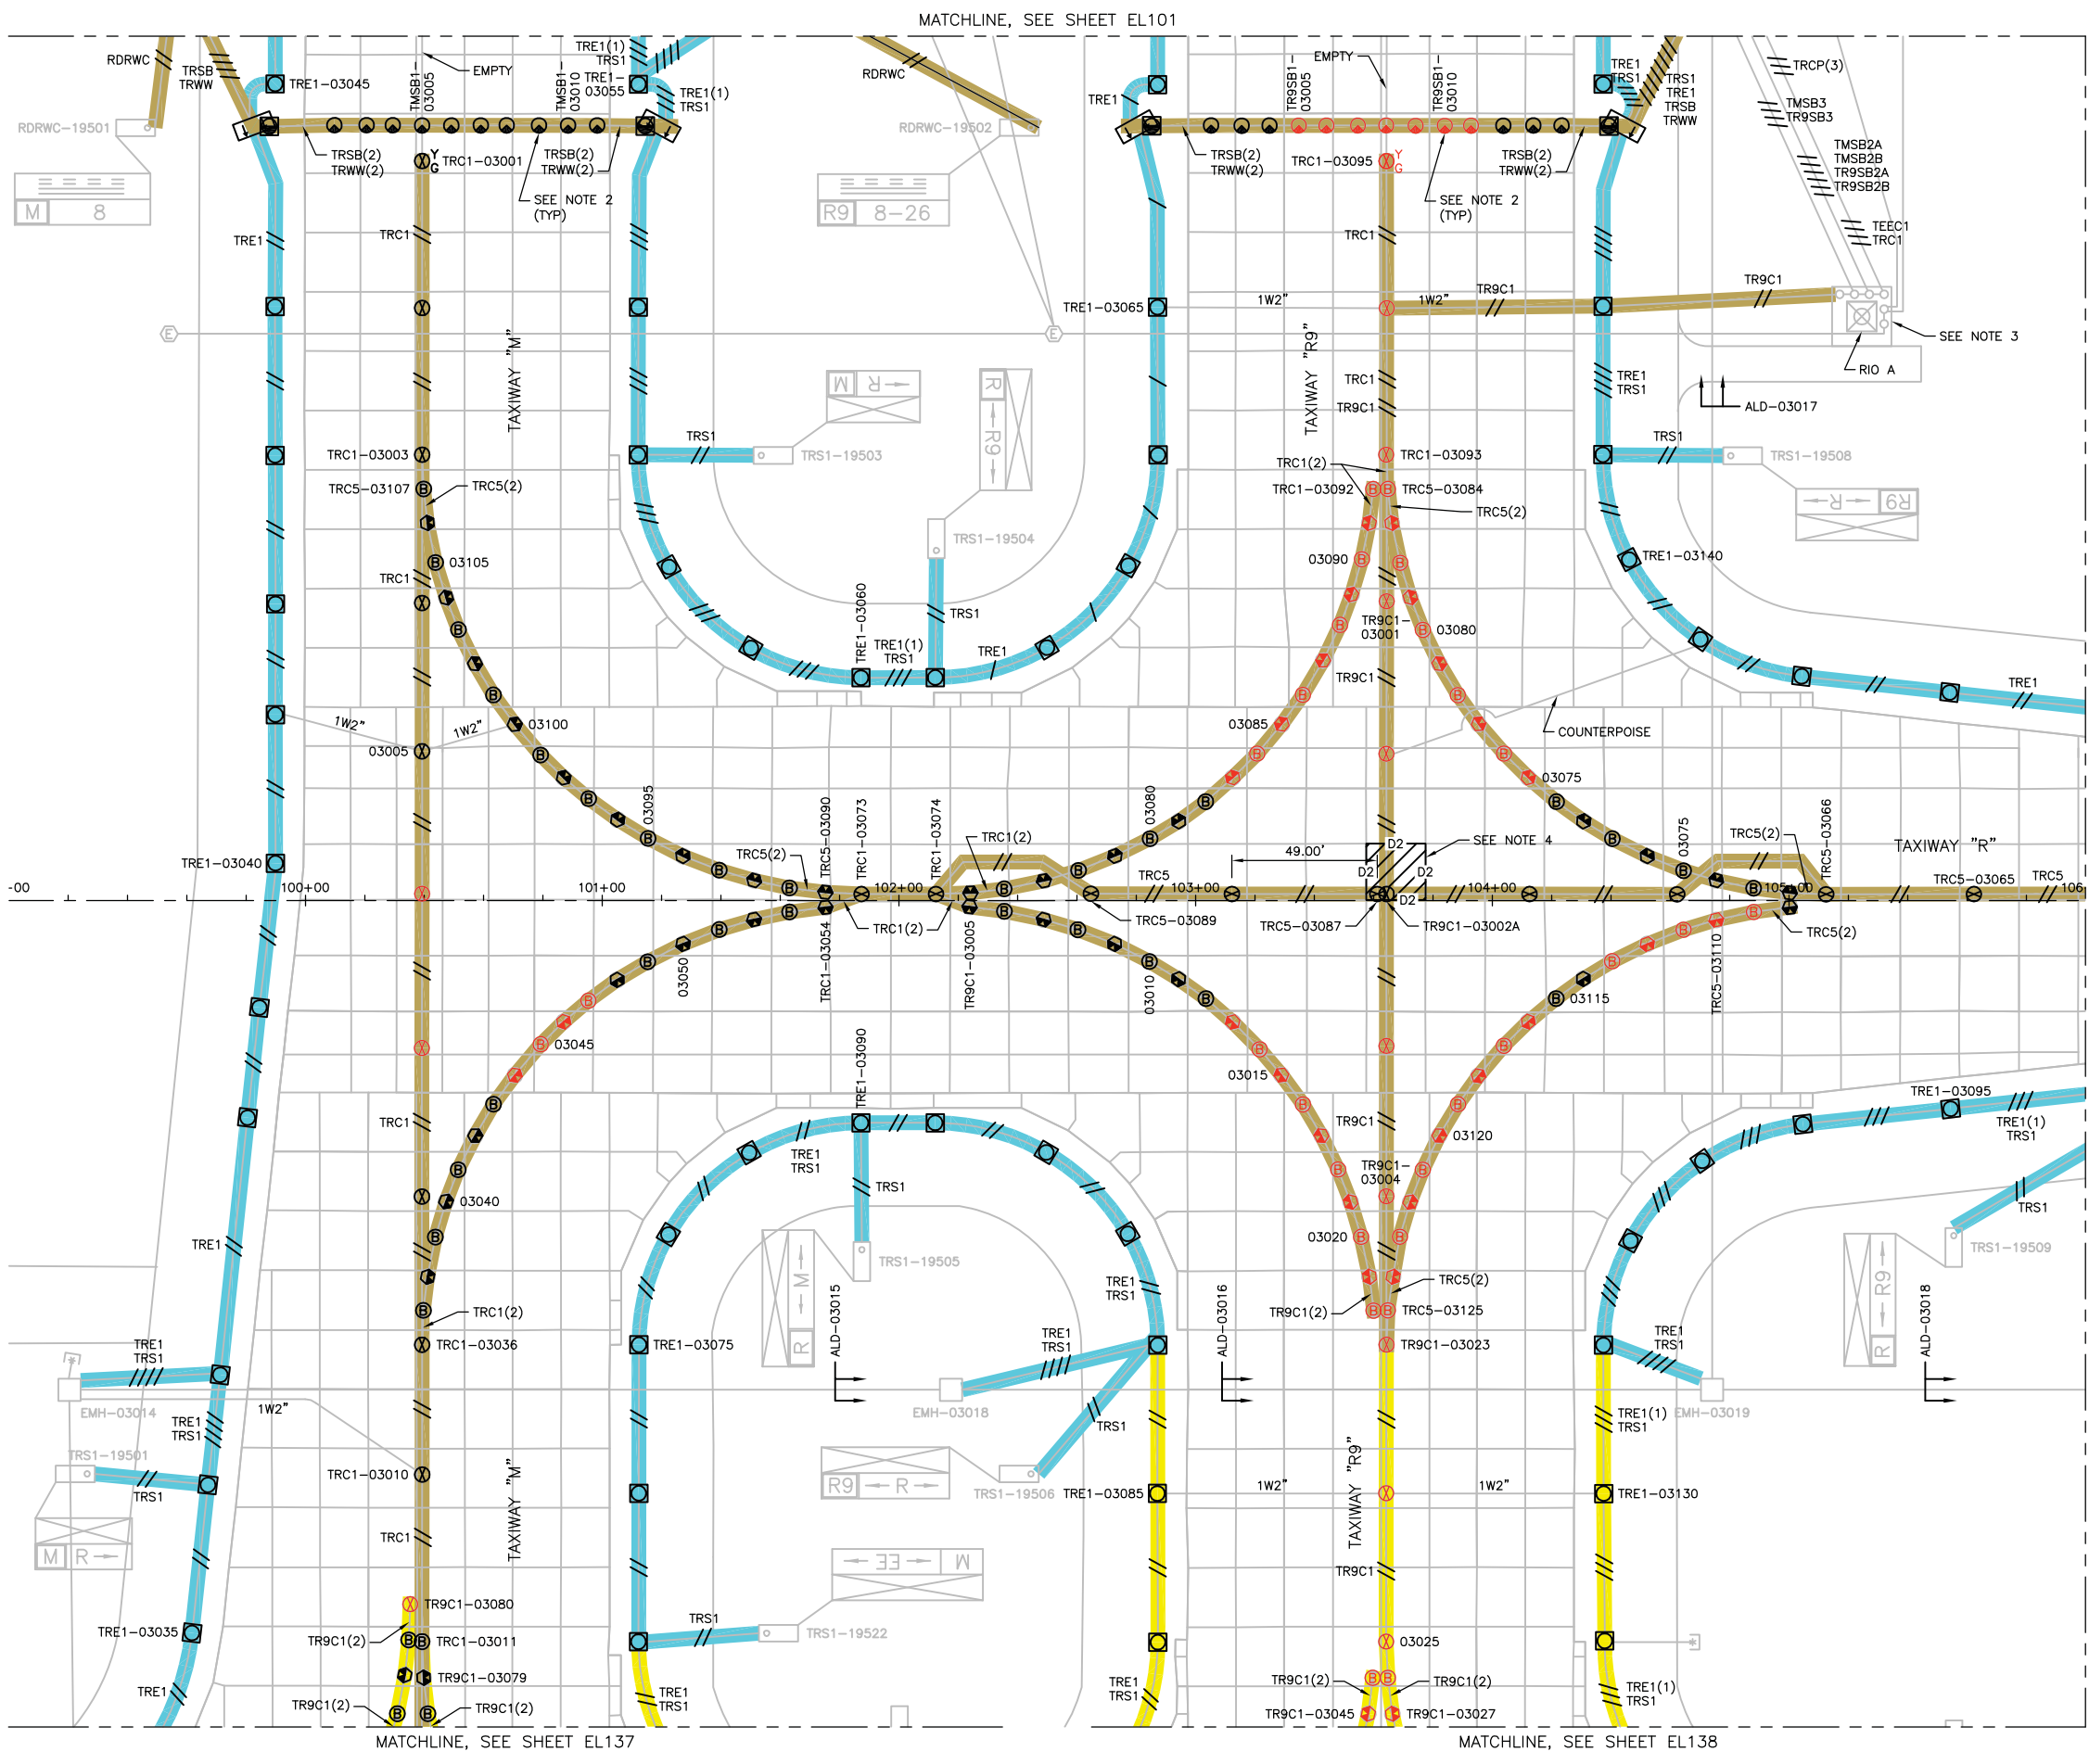 MATCHLINE, SEE SHEET EL101
RDRWC
TRSB
TRWW
TRE1-03045
TMSB1-
03005
EMPTY
TMSB1-
03010
TRE1(1)
TRS1
TRE1-
03055
TRE1(1)
TRS1
RDRWC
TRE1
TR9SB1-
03005
EMPTY
TR9SB1-
03010
TRE1
TRS1
TRS1
TRE1
TRSB
TRWW
TRCP(3)
TMSB3
TR9SB3
TMSB2A
TMSB2B
TR9SB2A
TR9SB2B
TEEC1
TRC1
RDRWC-19501
TRSB(2)
TRWW(2)
Y
G
TRC1-03001
TRSB(2)
TRWW(2)
SEE NOTE 2
(TYP)
RDRWC-19502
TRSB(2)
TRWW(2)
TRC1-03095
Y
G
TRSB(2)
TRWW(2)
SEE NOTE 2
(TYP)
M 8
R9 8-26
TRE1
TRC1
TRC1
TR9C1
TR9C1
1W2"
1W2"
TRE1-03065
E
E
TAXIWAY "M"
TAXIWAY "R9"
SEE NOTE 3
RIO A
ALD-03017
M R
R R9
TRC1
TR9C1
TRE1
TRS1
TRC1-03003
TRS1
TRS1-19503
TRC1(2)
TRC1-03093
TRS1
TRS1-19508
TRC5-03107
TRC5(2)
TRC1-03092
TRC5-03084
TRC5(2)
R R9
TRS1-19504
03105
TRC1
03090
TRE1-03140
TRS1
TRE1-03060
TRE1(1)
TRS1
TRE1
TR9C1-
03001
03080
TR9C1
1W2"
1W2"
03100
03005
03085
COUNTERPOISE
03075
03095
TRC5-03090
TRC1-03073
TRC1-03074
03080
03075
TRC5-03066
TRE1-03040
TRC5(2)
TRC1(2)
49.00'
D2
D2
D2
D2
SEE NOTE 4
TRC5(2)
TAXIWAY "R"
-00
100+00
101+00
102+00
TRC5
103+00
104+00
105+00
TRC5-03065
TRC5
106
TRC1(2)
TRC5-03089
TRC5-03087
TR9C1-03002A
TRC5(2)
03050
TRC1-03054
TR9C1-03005
03010
TRC5-03110
03115
03045
03015
TRE1-03090
TRE1-03095
TRE1(1)
TRS1
TRC1
TR9C1
03120
TRE1
TRS1
TRS1
TR9C1-
03004
03040
TRS1
TRE1
03020
TRS1-19505
TRS1-19509
M R
R R9
TRC5(2)
TRE1
TRS1
TRC1(2)
ALD-03015
ALD-03016
TR9C1(2)
TRC5-03125
ALD-03018
TRC1-03036
TRE1-03075
TRE1
TRS1
TR9C1-03023
TRE1
TRS1
TRE1
TRS1
EMH-03014
1W2"
TRE1
TRS1
EMH-03018
TRS1
TRE1(1)
TRS1
EMH-03019
TRS1-19501
TRC1-03010
R9 R
TRS1-19506
TRE1-03085
1W2"
1W2"
TRE1-03130
TRS1
TAXIWAY "M"
TAXIWAY "R9"
M R
TRC1
EE M
TR9C1
TR9C1-03080
TRE1-03035
TR9C1(2)
TRC1-03011
TRS1
TRS1-19522
03025
TR9C1-03079
TRE1
TR9C1(2)
TR9C1(2)
TRE1
TRS1
TRE1
TRS1
TR9C1(2)
TR9C1(2)
TRE1(1)
TRS1
TR9C1-03045
TR9C1-03027
MATCHLINE, SEE SHEET EL137
MATCHLINE, SEE SHEET EL138